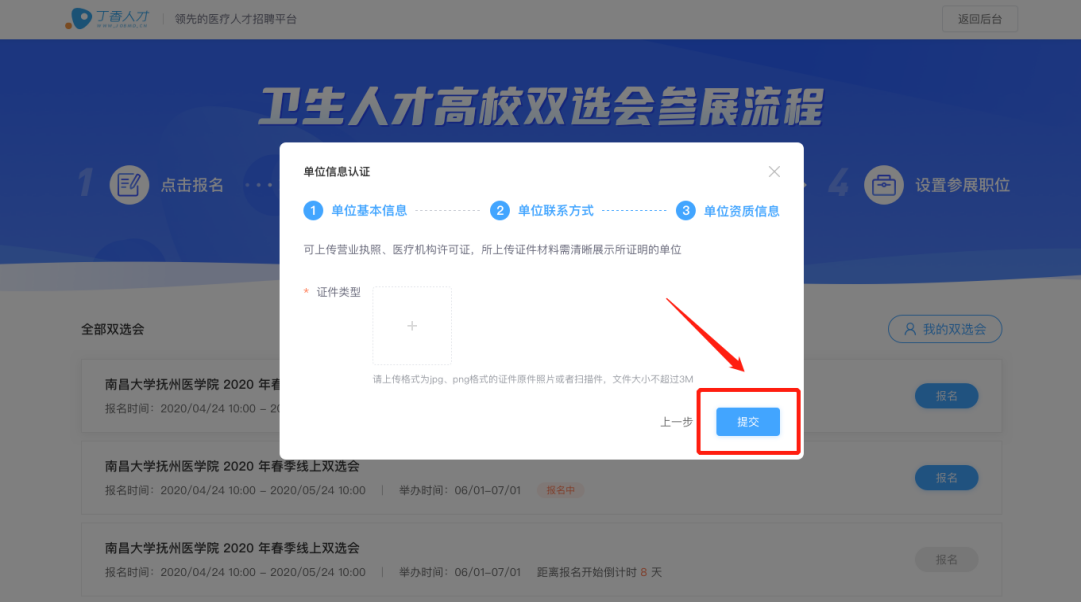 丁香人才
www.jobmd.cn
领先的医疗人才招聘平台
返回后台
卫生人才高校双选会参展流程
1 点击报名
4 设置参展职位
单位信息认证
1 单位基本信息
2 单位联系方式
3 单位资质信息
可上传营业执照、医疗机构许可证，所上传证件材料需清晰展示所证明的单位
* 证件类型
+
请上传格式为jpg、png格式的证件原件照片或者扫描件，文件大小不超过3M
上一步
提交
全部双选会
我的双选会
南昌大学抚州医学院 2020 年春
报名时间：2020/04/24 10:00 – 20
报名
南昌大学抚州医学院 2020 年春季线上双选会
报名时间：2020/04/24 10:00 – 2020/05/24 10:00 | 举办时间：06/01-07/01 报名中
报名
南昌大学抚州医学院 2020 年春季线上双选会
报名时间：2020/04/24 10:00 – 2020/05/24 10:00 | 举办时间：06/01-07/01 距离报名开始倒计时 8 天
报名